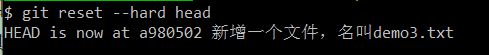 $ git reset --hard head
HEAD is now at a980502 新增一个文件，名叫demo3.txt